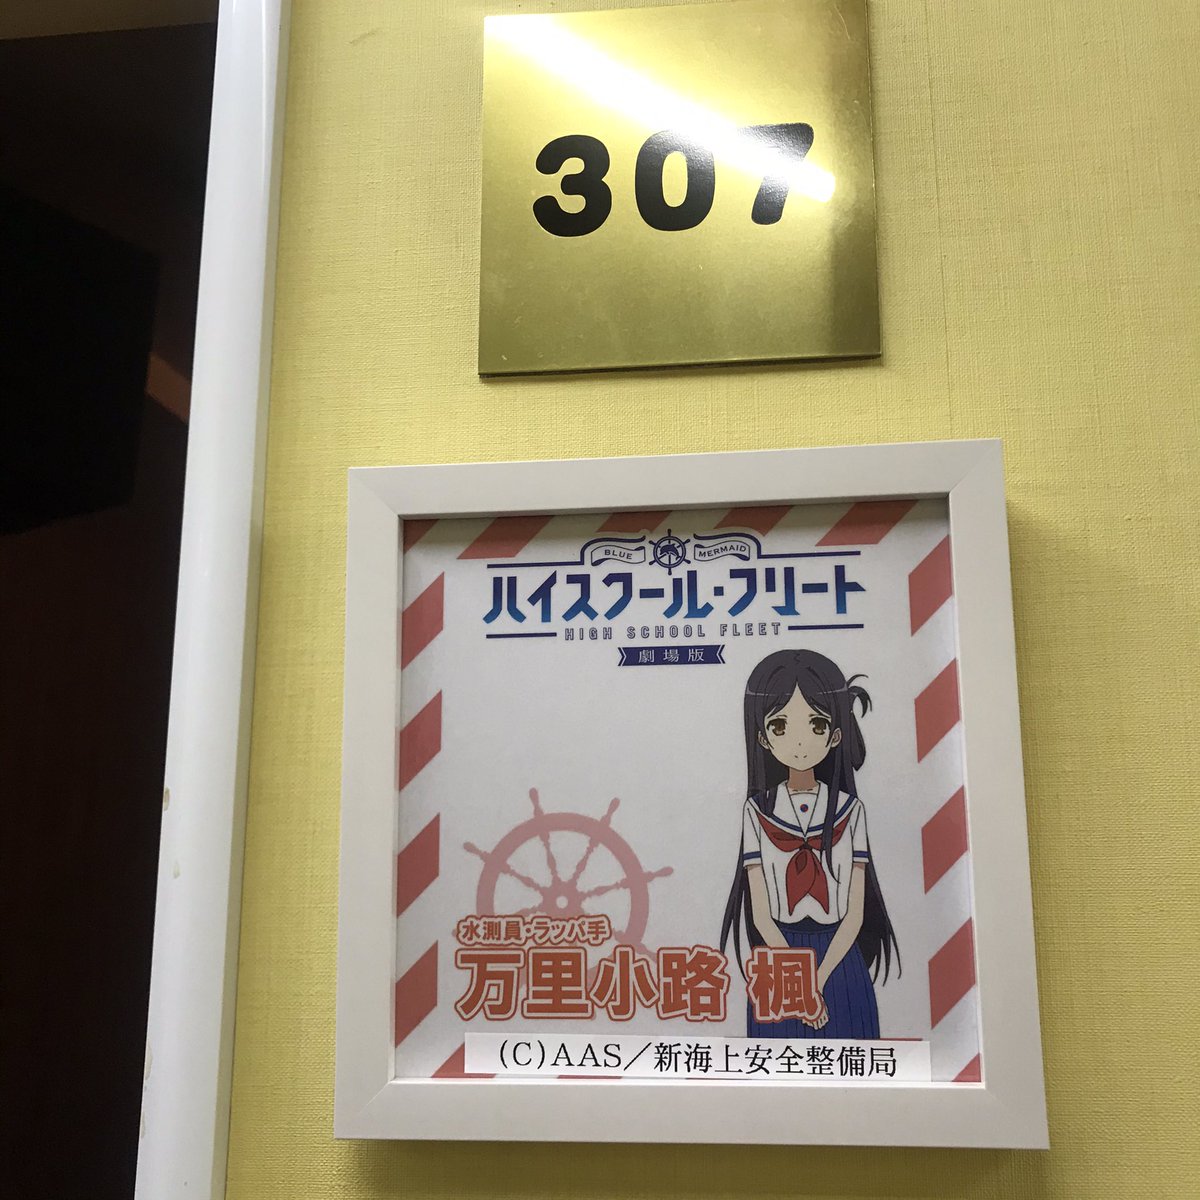 307
BLUE MERMAID
ハイスクール・フリート
HIGH SCHOOL FLEET
劇場版
水測員・ラッパ手
万里小路 楓
(C)AAS／新海上安全整備局